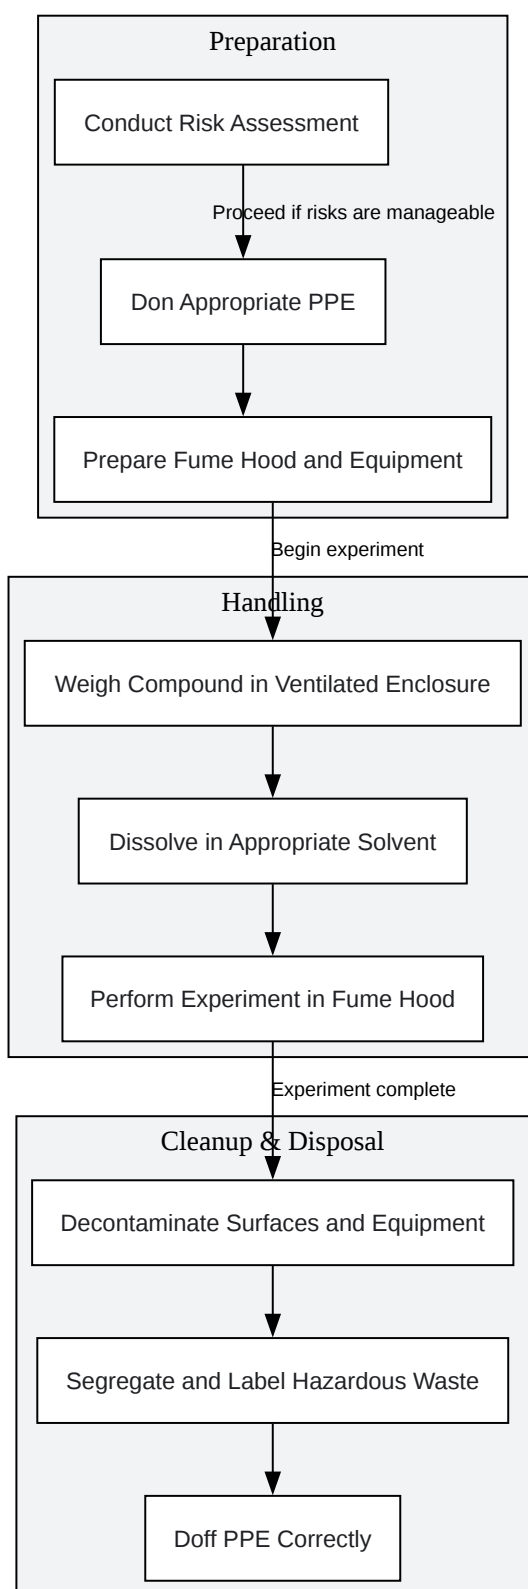 Preparation
Conduct Risk Assessment
Proceed if risks are manageable
Don Appropriate PPE
Prepare Fume Hood and Equipment
Begin experiment
Handling
Weigh Compound in Ventilated Enclosure
Dissolve in Appropriate Solvent
Perform Experiment in Fume Hood
Experiment complete
Cleanup & Disposal
Decontaminate Surfaces and Equipment
Segregate and Label Hazardous Waste
Doff PPE Correctly